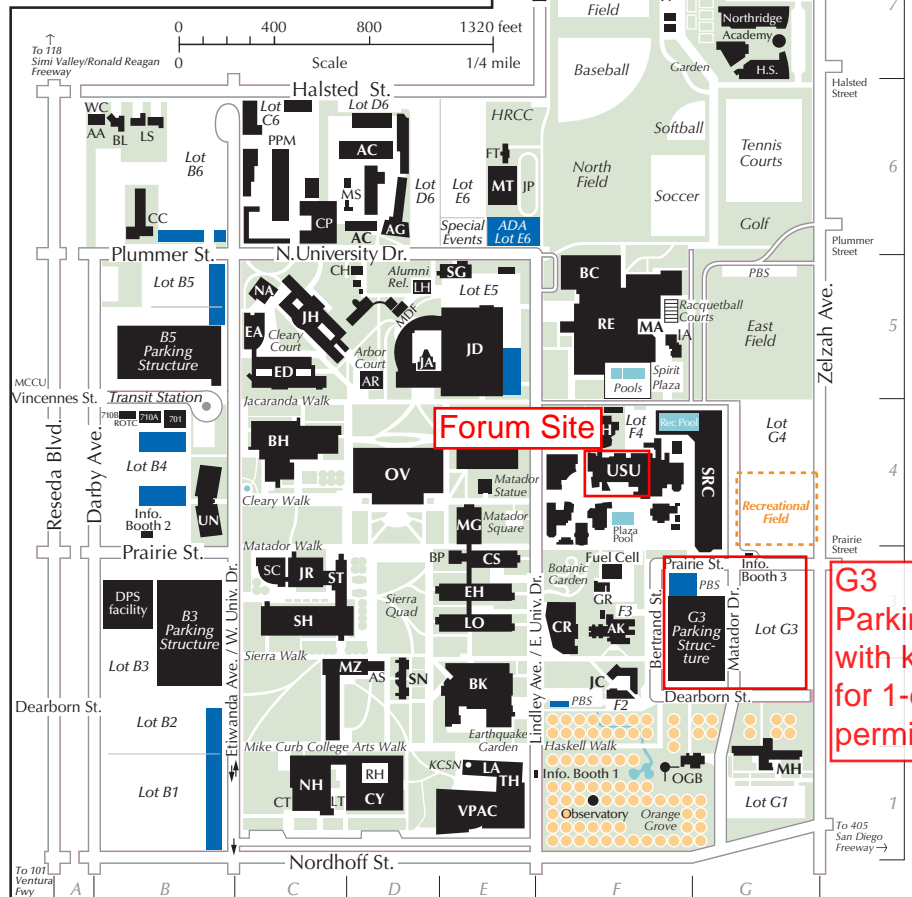 7
Field
Northridge
Academy
H.S.
Garden
To 118
Simi Valley/Ronald Reagan
Freeway
0 400 800 1320 feet
0 Scale 1/4 mile
Baseball
Halsted St.
Halsted
Street
WC
AA
BL
LS
Lot
B6
CC
Lot
C6
PPM
Lot D6
AC
MS
CP
AC
AG
Lot
D6
Lot
E6
HRCC
FT
MT
JP
Special
Events
ADA
Lot E6
Softball
North
Field
Soccer
Tennis
Courts
Golf
6
Plummer St.
N.University Dr.
Plummer
Street
Lot B5
B5
Parking
Structure
NA
JH
EA
Cleary
Court
ED
CH
Alumni
Rel.
LH
MDF
SG
Lot E5
Arbor
Court
AR
JA
JD
BC
RE
MA
IA
Racquetball
Courts
Spirit
Plaza
Pools
PBS
East
Field
5
Zelzah Ave.
MCCU
Vincennes St.
Transit Station
Jacaranda Walk
710B
ROTC
710A
701
Lot B4
Info.
Booth 2
UN
BH
Cleary Walk
OV
Forum Site
H
Lot
F4
Rec Pool
USU
SRC
Plaza
Pool
Matador
Statue
Matador
Square
MG
Lot
G4
Recreational
Field
4
Reseda Blvd.
Darby Ave.
Prairie St.
Prairie
Street
Matador Walk
BP
CS
SC
JR
ST
EH
SH
LO
Sierra
Quad
Sierra Walk
Botanic
Garden
Fuel Cell
GR
F3
CR
AK
Prairie St.
Info.
Booth 3
PBS
G3
Parking
Struc-
ture
Lot G3
Bertrand St.
Matador Dr.
Dearborn St.
G3
with
for
DPS
facility
B3
Parking
Structure
Lot B3
Etiwanda Ave. / W. Univ. Dr.
Lindley Ave. / E. Univ. Dr.
Dearborn St.
MZ
AS
SN
BK
JC
F2
PBS
Lot B2
Lot B1
Mike Curb College Arts Walk
Earthquake
Garden
Haskell Walk
KCSN
LA
TH
NH
RH
CT
LT
CY
VPAC
Info. Booth 1
OGB
Observatory
Orange
Grove
MH
Lot G1
1
To 405
San Diego
Freeway
Nordhoff St.
To 101
Ventura
Fwy
A B C D E F G